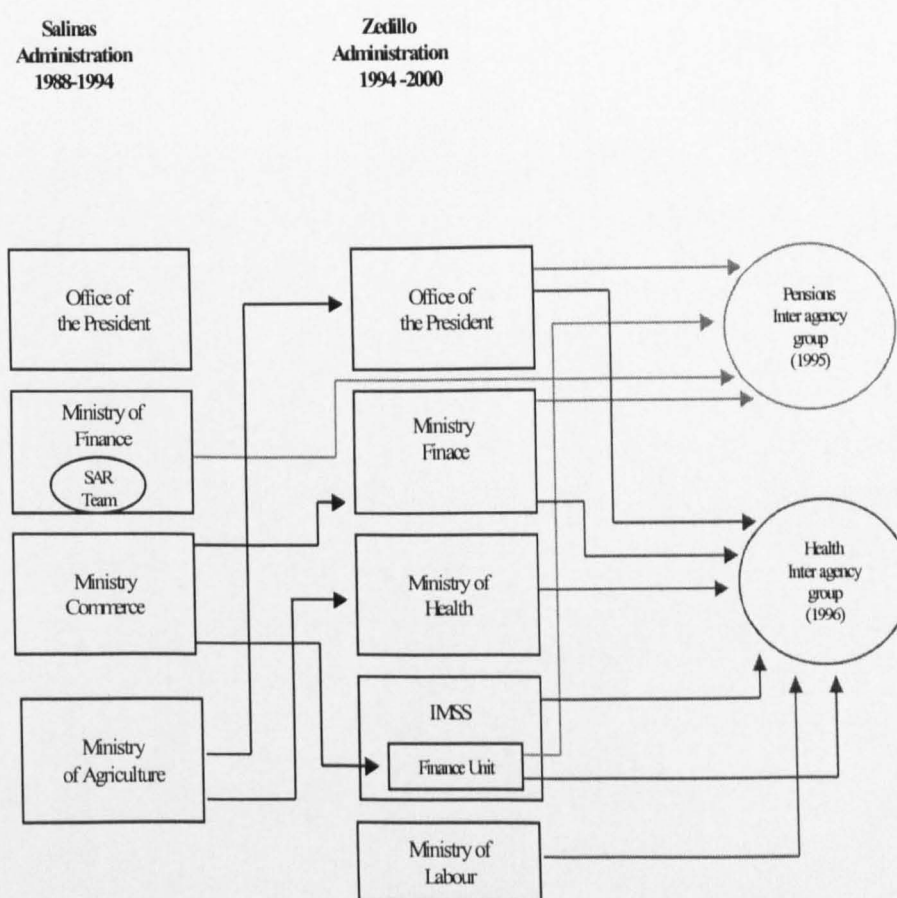 Salinas
Administration
1988-1994
Zedillo
Administration
1994 -2000
Office of
the President
Office of
the President
Pensions
Inter agency
group
(1995)
Ministry of
Finance
SAR
Team
Ministry
Finace
Ministry
Commerce
Ministry of
Health
Health
Inter agency
group
(1996)
Ministry
of Agriculture
IMSS
Finance Unit
Ministry of
Labour